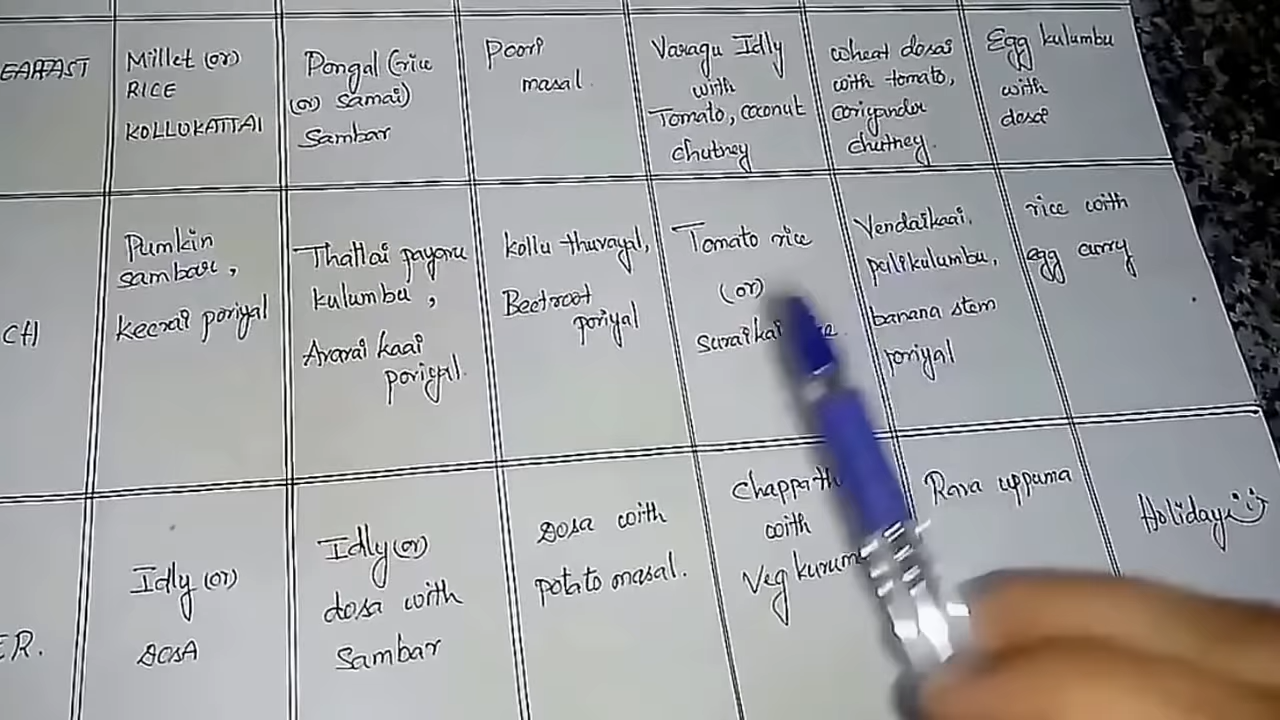 EAKFAST
Millet (or)
RICE
KOLLUKATTAI
Pongal (rice
(or) samai)
Sambar
Poori
masal.
Varagu Idly
with
Tomato, coconut
chutney
Wheat dosai
with tomato,
coriyander
chutney.
Egg kulumbu
with
dosai
CH
Pumkin
sambar,
keerai poriyal
Thattai payaru
kulumbu,
Avarai kaai
poriyal.
kollu thuvayal,
Beetroot
poriyal
Tomato rice
(or)
Suraikai
Vendaikaai,
pulikulumbu,
banana stem
poriyal
rice with
egg curry
ER.
Idly (or)
DOSA
Idly (or)
dosa with
Sambar
Dosa with
potato masal.
Chappath
with
Veg kurum
Rava uppuma
Holiday